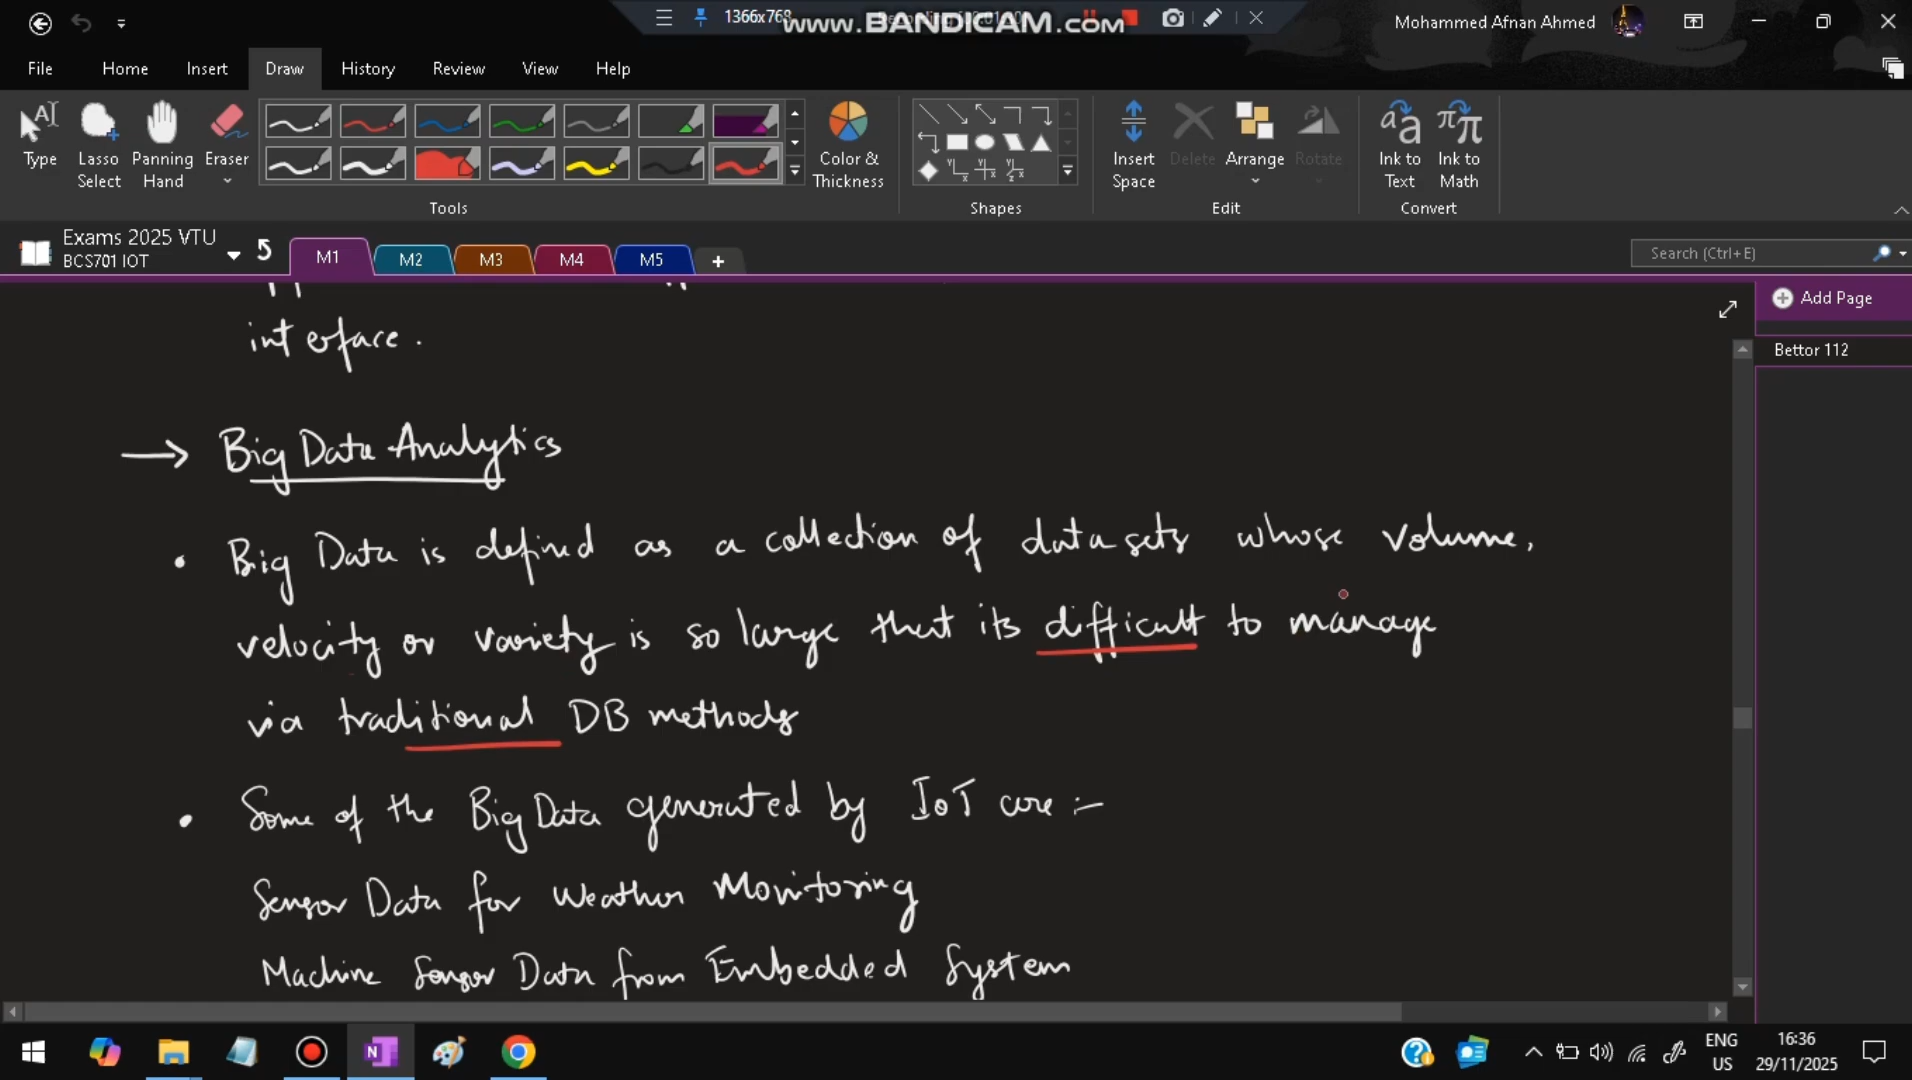 1366x768
Recording [00:01:20]
www.BANDICAM.com
Mohammed Afnan Ahmed
File Home Insert Draw History Review View Help
Type
Lasso Select
Panning Hand
Eraser
Color & Thickness
Insert Space
Delete
Arrange
Rotate
Ink to Text
Ink to Math
Tools
Shapes
Edit
Convert
Exams 2025 VTU
BCS701 IOT
M1 M2 M3 M4 M5
Search (Ctrl+E)
Add Page
Bettor 112
interface.
→ Big Data Analytics
• Big Data is defined as a collection of data sets whose volume,
velocity or variety is so large that its difficult to manage
via traditional DB methods
• Some of the Big Data generated by IoT are :-
Sensor Data for Weather Monitoring
Machine Sensor Data from Embedded System
ENG
US
16:36
29/11/2025